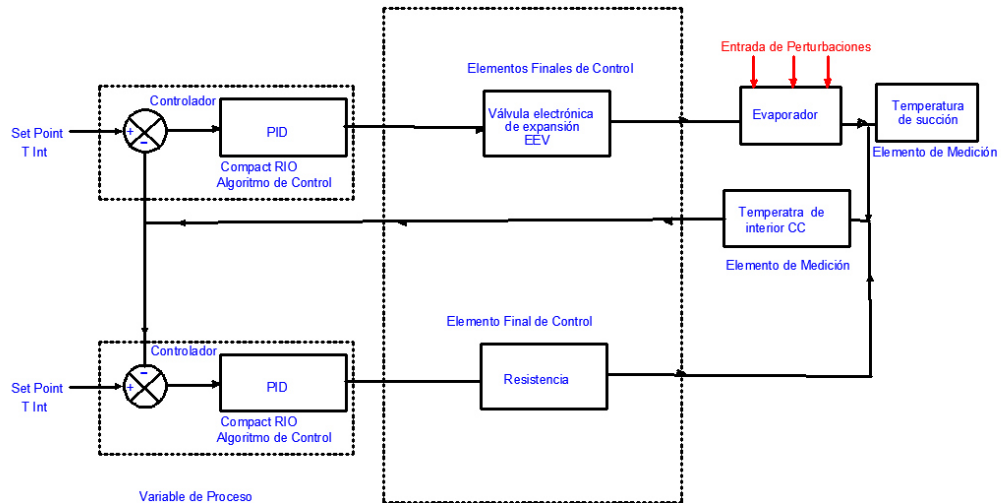 Entrada de Perturbaciones
Elementos Finales de Control
Controlador
Set Point
T Int
+
−
PID
Compact RIO
Algoritmo de Control
Válvula electrónica
de expansión
EEV
Evaporador
Temperatura
de succión
Elemento de Medición
Temperatra de
interior CC
Elemento de Medición
Elemento Final de Control
Controlador
Set Point
T Int
−
+
PID
Compact RIO
Algoritmo de Control
Resistencia
Variable de Proceso